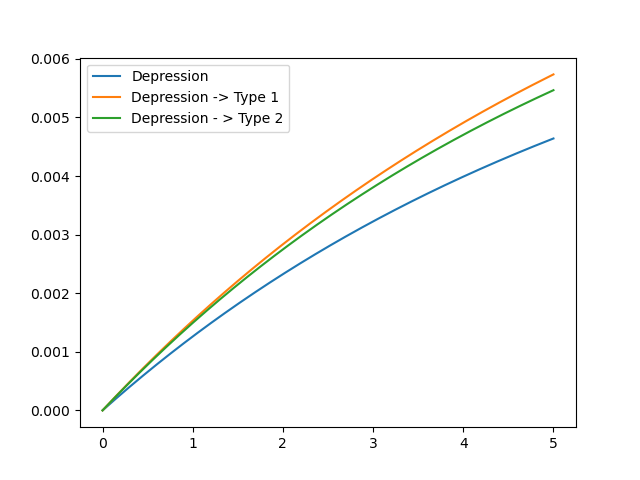 0.006
0.005
0.004
0.003
0.002
0.001
0.000
Depression
Depression -> Type 1
Depression - > Type 2
0 1 2 3 4 5